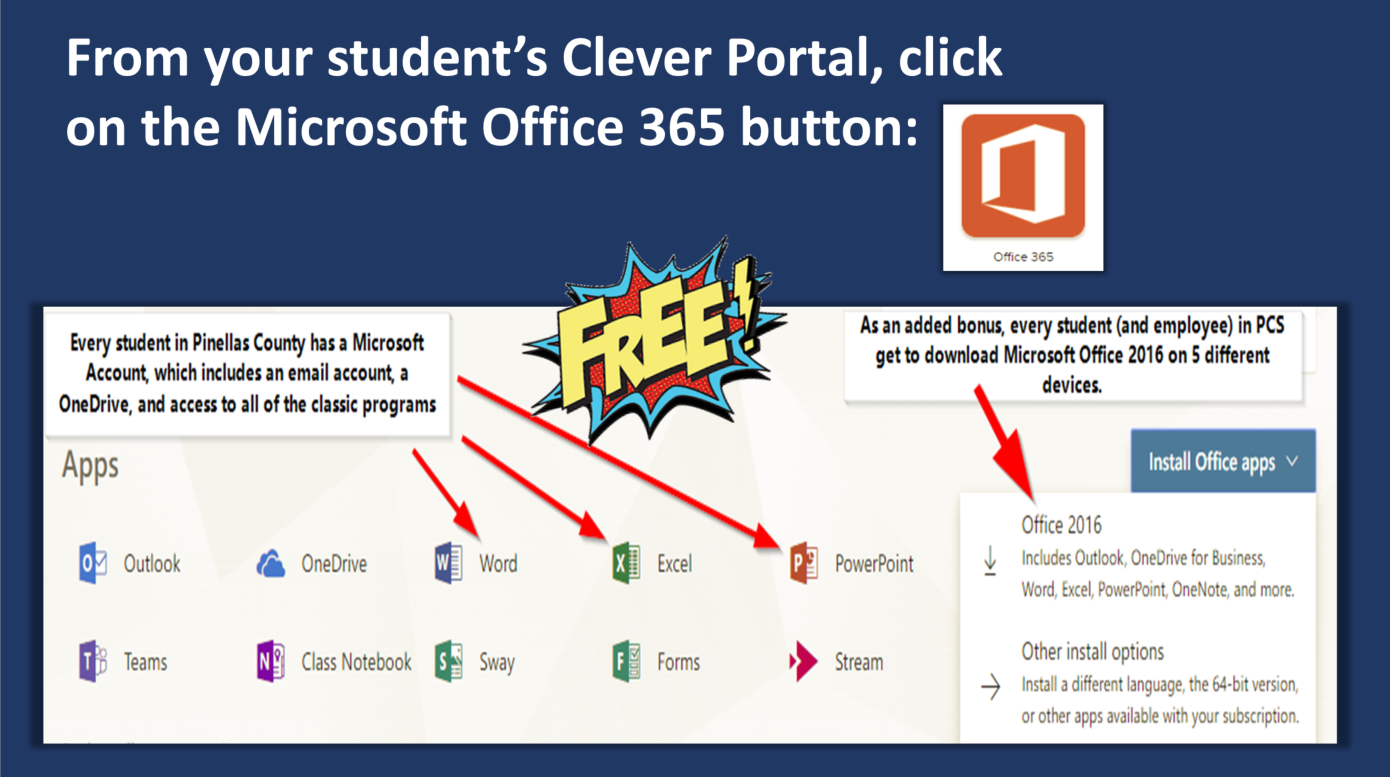 From your student’s Clever Portal, click
on the Microsoft Office 365 button:
Office 365
FREE!
Every student in Pinellas County has a Microsoft
Account, which includes an email account, a
OneDrive, and access to all of the classic programs
As an added bonus, every student (and employee) in PCS
get to download Microsoft Office 2016 on 5 different
devices.
Apps
Install Office apps
Outlook
OneDrive
Word
Excel
PowerPoint
Teams
Class Notebook
Sway
Forms
Stream
Office 2016
Includes Outlook, OneDrive for Business,
Word, Excel, PowerPoint, OneNote, and more.
Other install options
Install a different language, the 64-bit version,
or other apps available with your subscription.